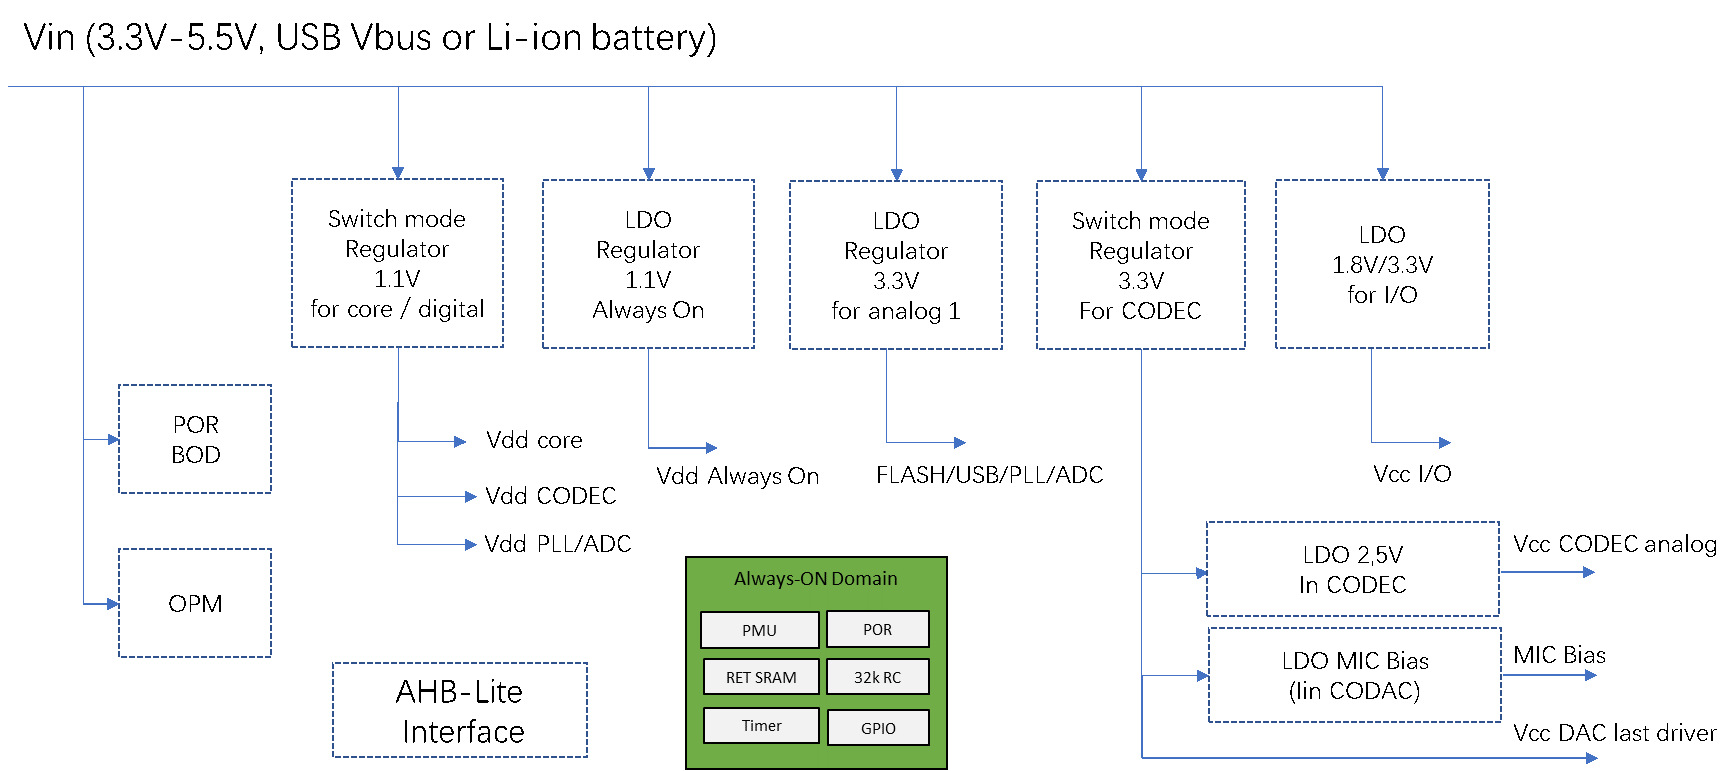 Vin (3.3V-5.5V, USB Vbus or Li-ion battery)
Switch mode
Regulator
1.1V
for core / digital
LDO
Regulator
1.1V
Always On
LDO
Regulator
3.3V
for analog 1
Switch mode
Regulator
3.3V
For CODEC
LDO
1.8V/3.3V
for I/O
POR
BOD
OPM
Vdd core
Vdd CODEC
Vdd PLL/ADC
Vdd Always On
FLASH/USB/PLL/ADC
Vcc I/O
LDO 2,5V
In CODEC
Vcc CODEC analog
LDO MIC Bias
(Iin CODAC)
MIC Bias
Vcc DAC last driver
AHB-Lite
Interface
Always-ON Domain
PMU
POR
RET SRAM
32k RC
Timer
GPIO